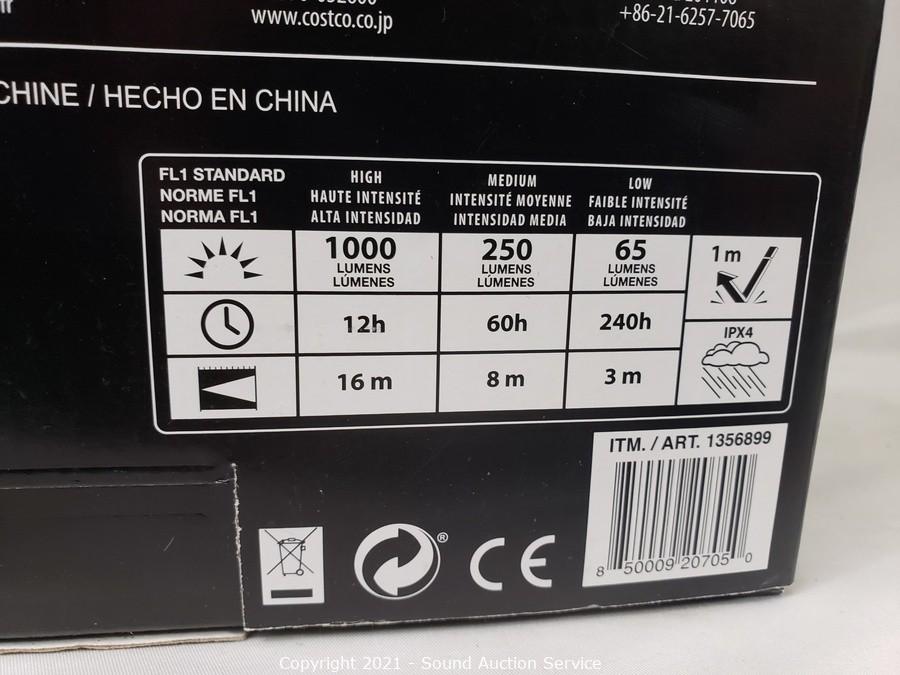 www.costco.co.jp
+86-21-6257-7065
CHINE / HECHO EN CHINA
FL1 STANDARD
NORME FL1
NORMA FL1
HIGH
HAUTE INTENSITÉ
ALTA INTENSIDAD
MEDIUM
INTENSITÉ MOYENNE
INTENSIDAD MEDIA
LOW
FAIBLE INTENSITÉ
BAJA INTENSIDAD
1000
LUMENS
LÚMENES
250
LUMENS
LÚMENES
65
LUMENS
LÚMENES
1 m
12h
60h
240h
IPX4
16 m
8 m
3 m
ITM. / ART. 1356899
8 50009 20705 0
®
CE
Copyright 2021 - Sound Auction Service